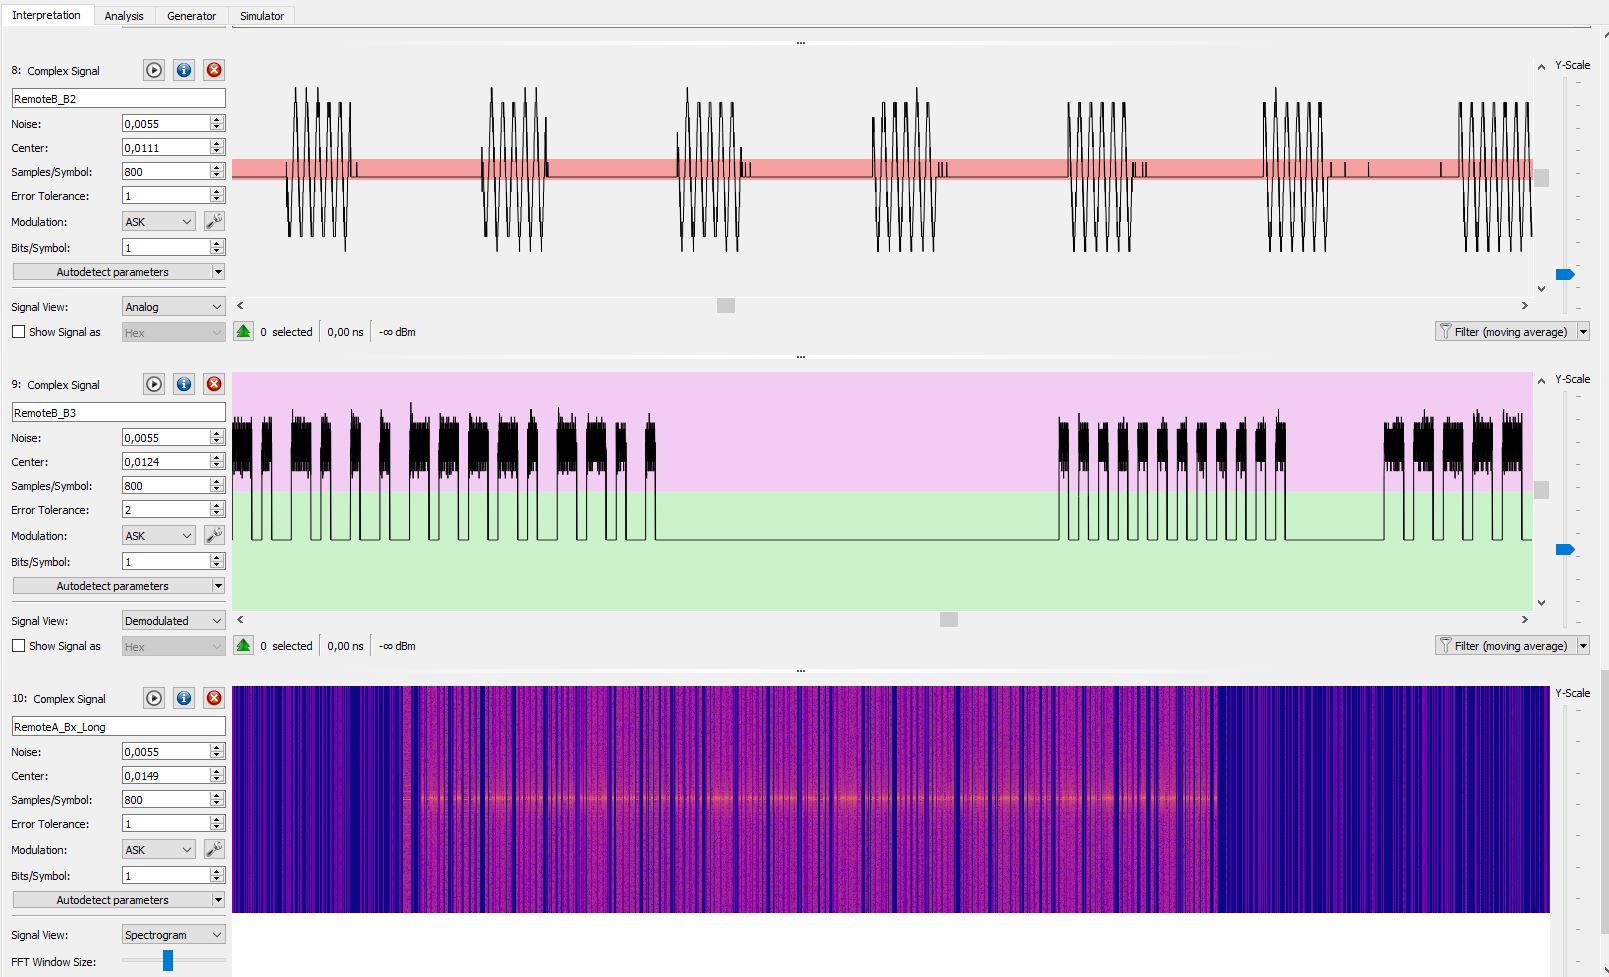 Interpretation Analysis Generator Simulator
...
8: Complex Signal
Y-Scale
RemoteB_B2
Noise: 0,0055
Center: 0,0111
Samples/Symbol: 800
Error Tolerance: 1
Modulation: ASK
Bits/Symbol: 1
Autodetect parameters
Signal View: Analog
Show Signal as Hex
0 selected 0,00 ns -∞ dBm Filter (moving average)
...
9: Complex Signal
Y-Scale
RemoteB_B3
Noise: 0,0055
Center: 0,0124
Samples/Symbol: 800
Error Tolerance: 2
Modulation: ASK
Bits/Symbol: 1
Autodetect parameters
Signal View: Demodulated
Show Signal as Hex
0 selected 0,00 ns -∞ dBm Filter (moving average)
...
10: Complex Signal
Y-Scale
RemoteA_Bx_Long
Noise: 0,0055
Center: 0,0149
Samples/Symbol: 800
Error Tolerance: 1
Modulation: ASK
Bits/Symbol: 1
Autodetect parameters
Signal View: Spectrogram
FFT Window Size: